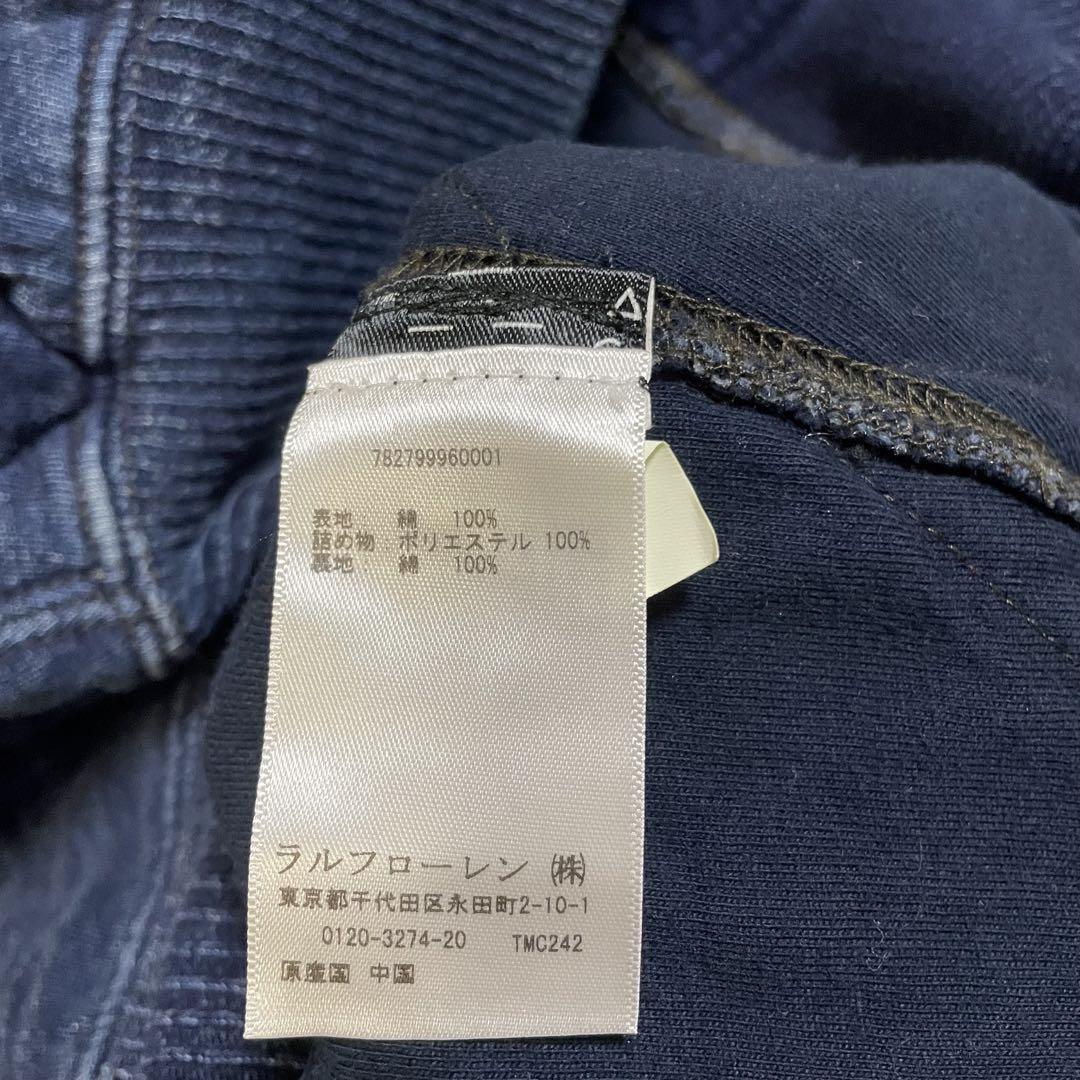 782799960001
表地 綿 100%
詰め物 ポリエステル 100%
裏地 綿 100%
ラルフローレン ㈱
東京都千代田区永田町2-10-1
0120-3274-20 TMC242
原産国 中国